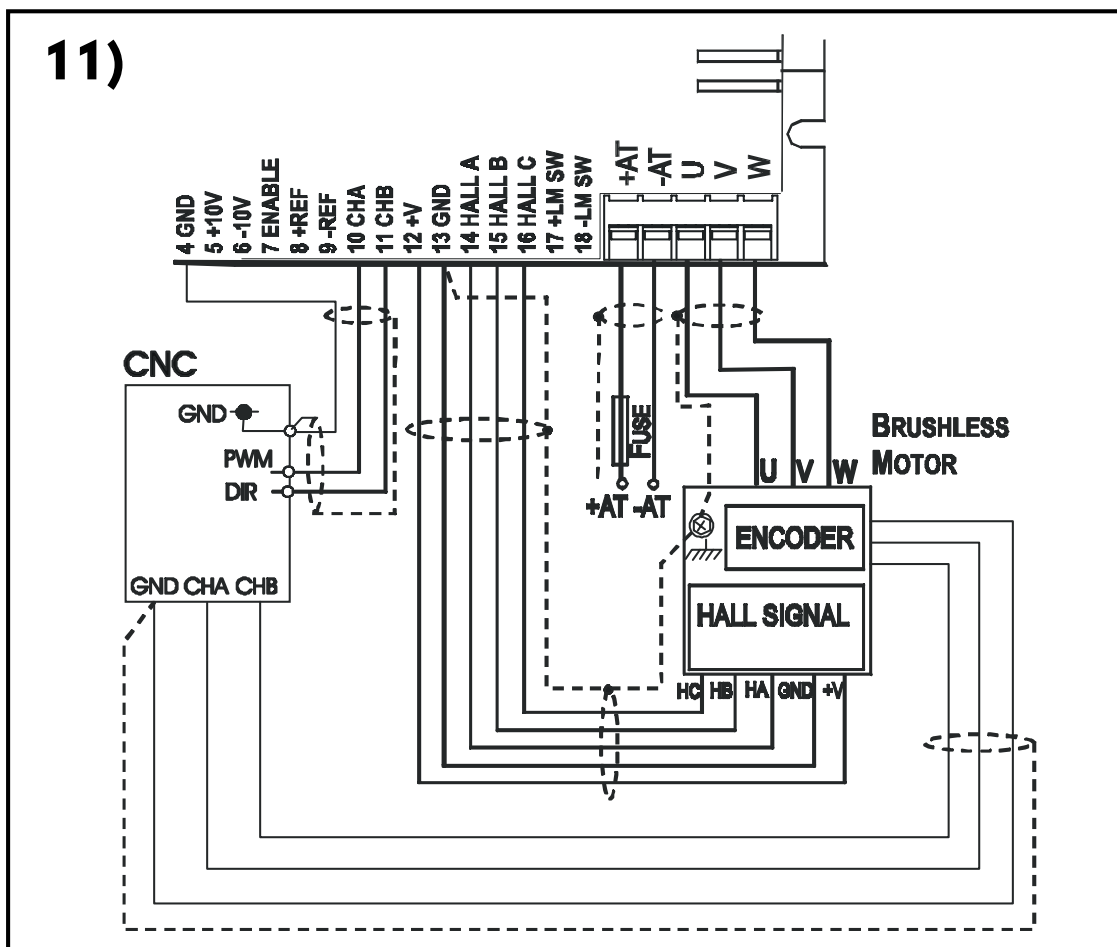 11)
4 GND
5 +10V
6 -10V
7 ENABLE
8 +REF
9 -REF
10 CHA
11 CHB
12 +V
13 GND
14 HALL A
15 HALL B
16 HALL C
17 +LM SW
18 -LM SW
+AT
-AT
U
V
W
CNC
GND
PWM
DIR
GND CHA CHB
FUSE
+AT -AT
BRUSHLESS
MOTOR
U V W
ENCODER
HALL SIGNAL
HC HB HA GND +V